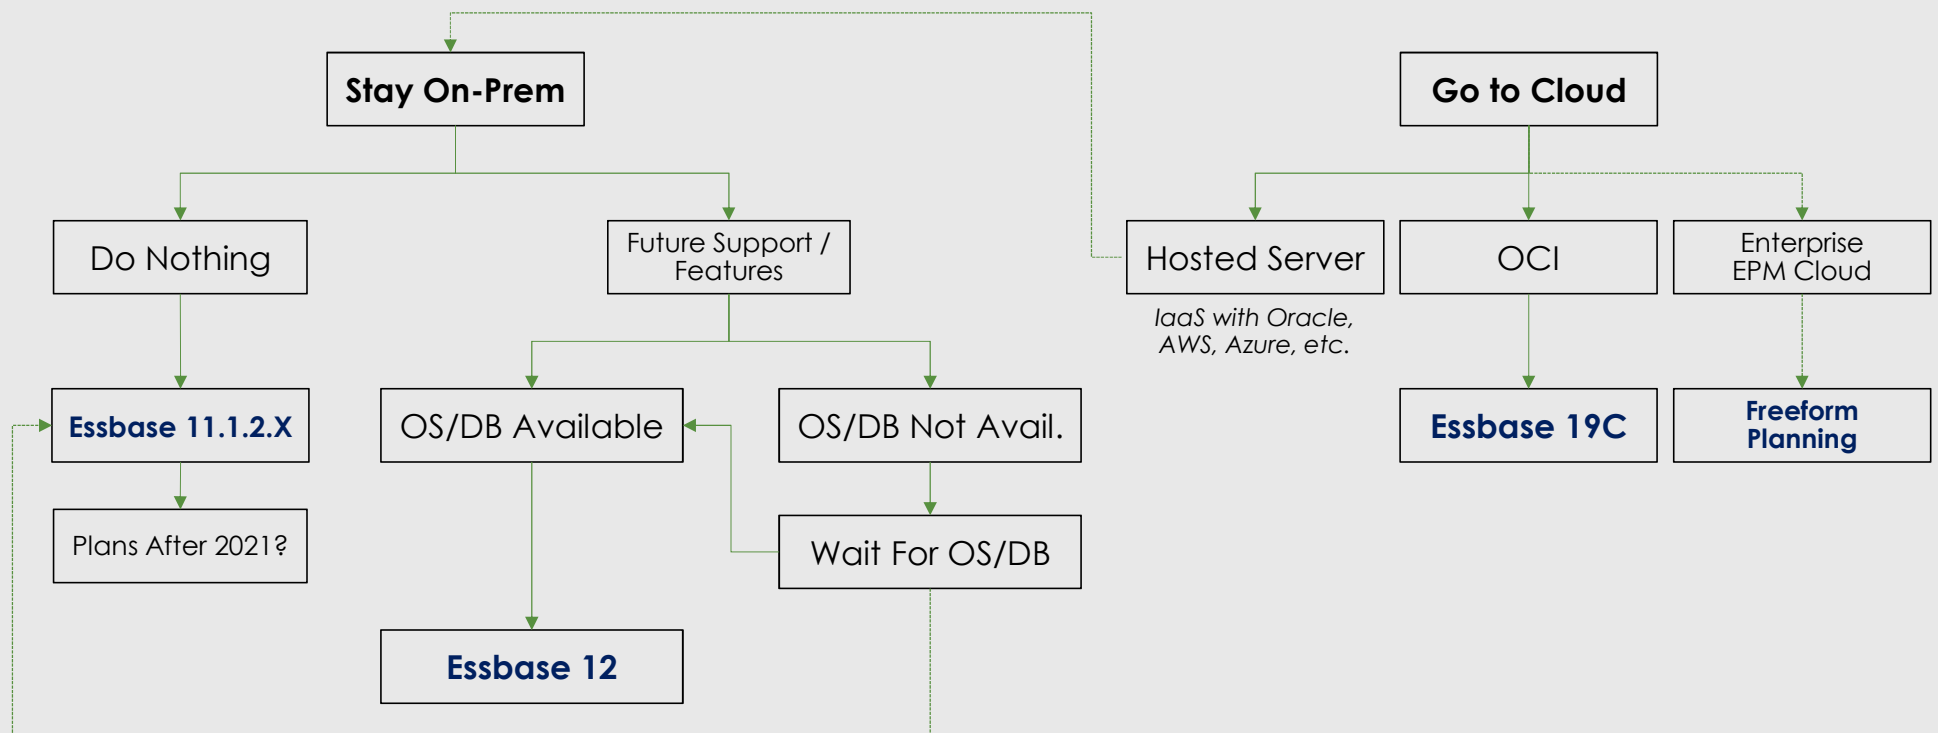 Stay On-Prem
Go to Cloud
Do Nothing
Future Support /
Features
Hosted Server
OCI
Enterprise
EPM Cloud
IaaS with Oracle,
AWS, Azure, etc.
Essbase 11.1.2.X
OS/DB Available
OS/DB Not Avail.
Essbase 19C
Freeform
Planning
Plans After 2021?
Wait For OS/DB
Essbase 12